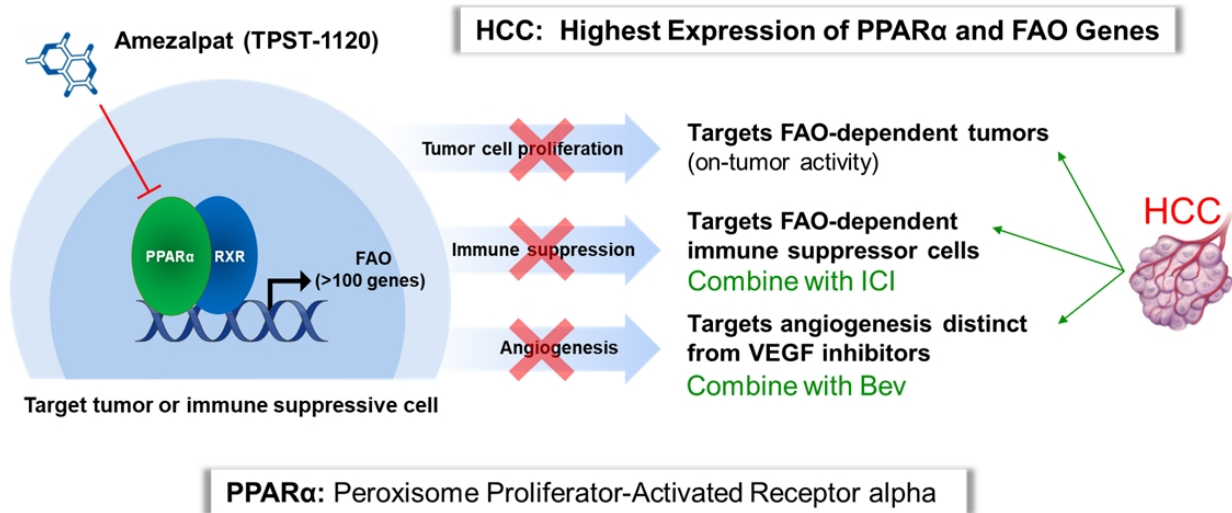 Amezalpat (TPST-1120)
HCC:  Highest Expression of PPARα and FAO Genes
PPARα
RXR
FAO
(>100 genes)
Target tumor or immune suppressive cell
Tumor cell proliferation
Immune suppression
Angiogenesis
Targets FAO-dependent tumors
(on-tumor activity)
Targets FAO-dependent
immune suppressor cells
Combine with ICI
Targets angiogenesis distinct
from VEGF inhibitors
Combine with Bev
HCC
PPARα: Peroxisome Proliferator-Activated Receptor alpha